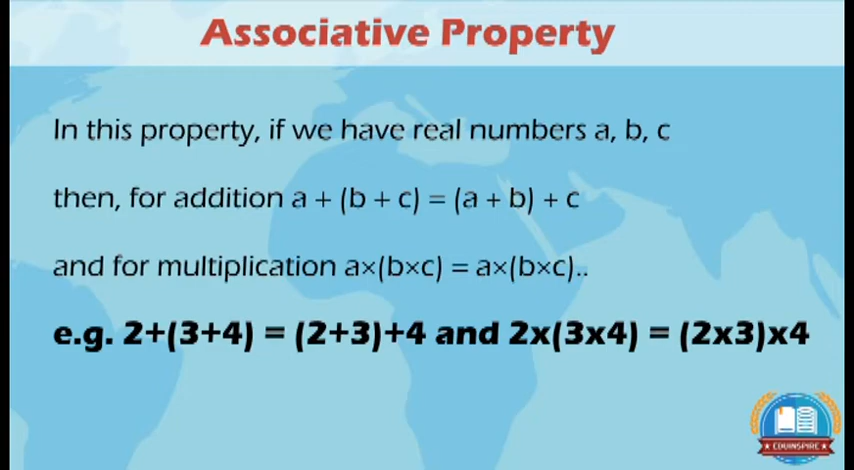 Associative Property
In this property, if we have real numbers a, b, c
then, for addition a + (b + c) = (a + b) + c
and for multiplication a×(b×c) = a×(b×c)..
e.g. 2+(3+4) = (2+3)+4 and 2x(3x4) = (2x3)x4
EDUINSPIRE